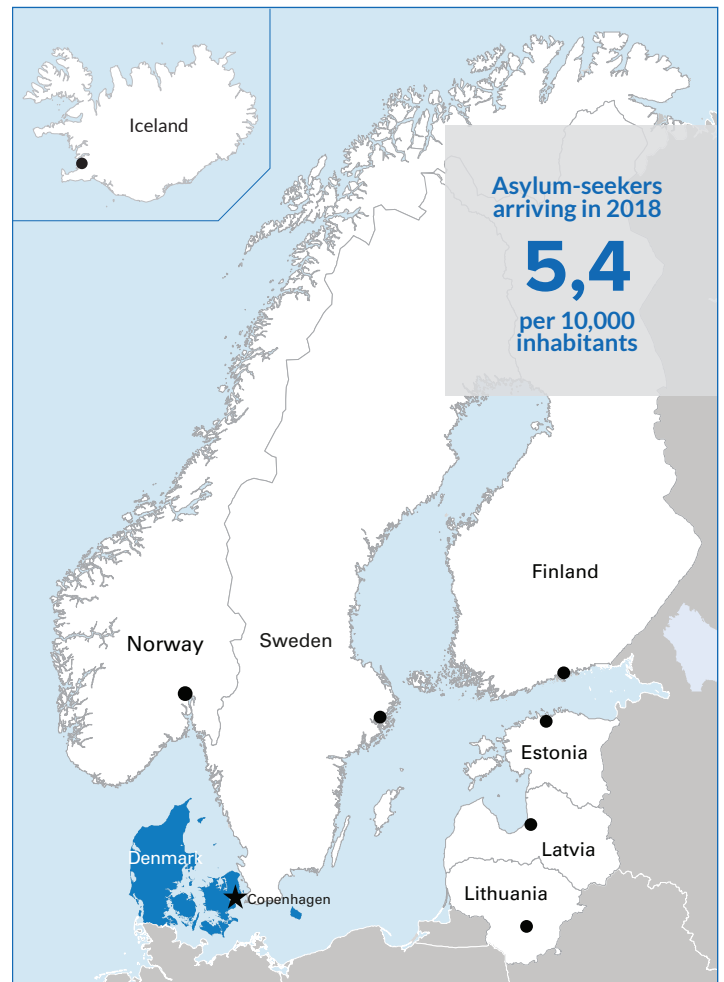 Iceland
Asylum-seekers
arriving in 2018
5,4
per 10,000
inhabitants
Finland
Norway
Sweden
Estonia
Denmark
Latvia
Lithuania
Copenhagen